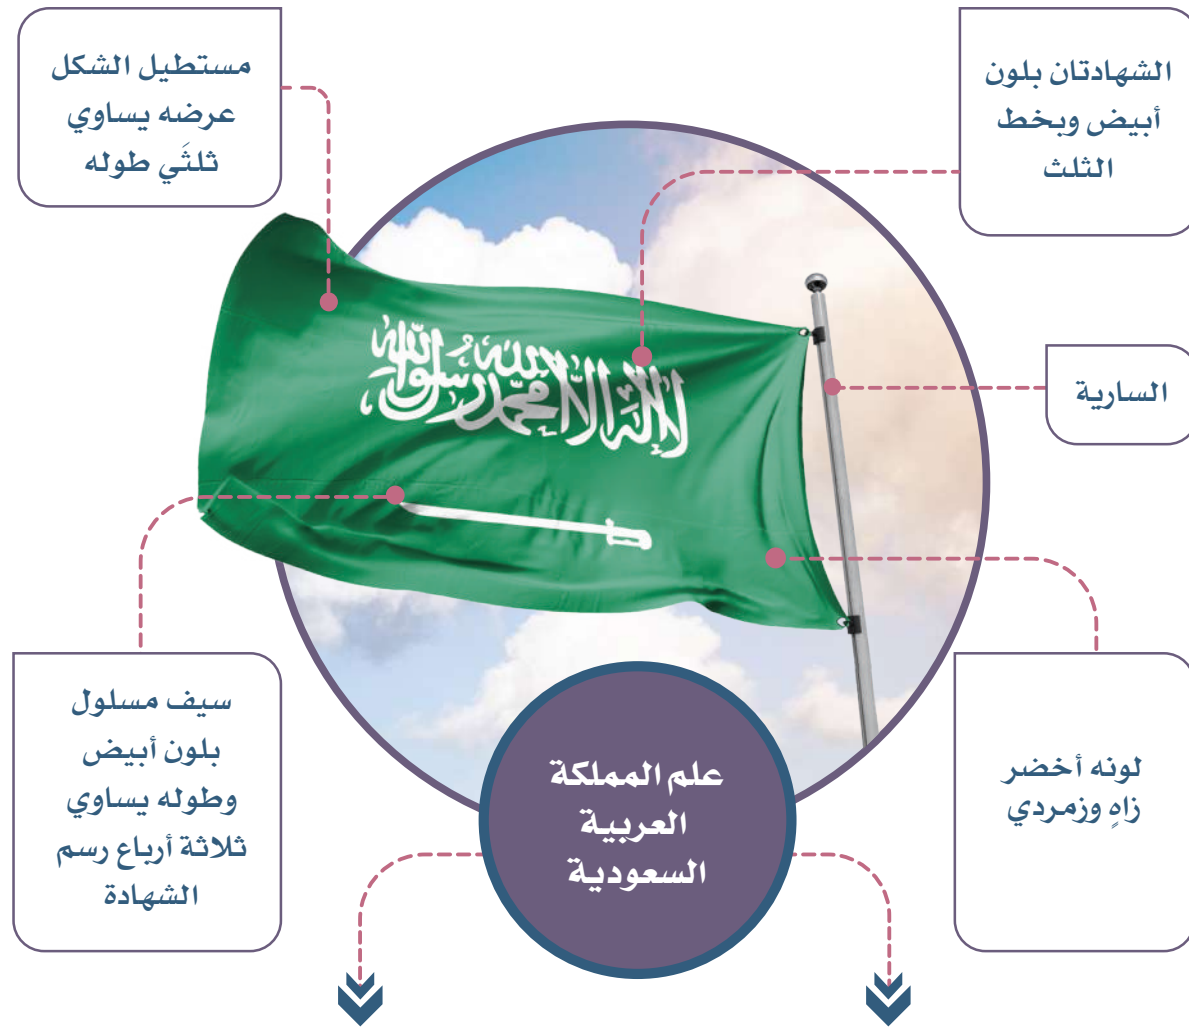 الشهادتان بلون
أبيض وبخط
الثلث
مستطيل الشكل
عرضه يساوي
ثلثَي طوله
لا إله إلا الله محمد رسول الله
السارية
لونه أخضر
زاهٍ وزمردي
سيف مسلول
بلون أبيض
وطوله يساوي
ثلاثة أرباع رسم
الشهادة
علم المملكة
العربية
السعودية